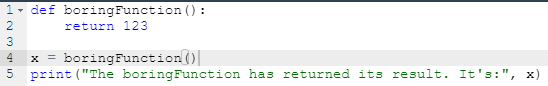 1 def boringFunction():
2     return 123
3
4 x = boringFunction()
5 print("The boringFunction has returned its result. It's:", x)